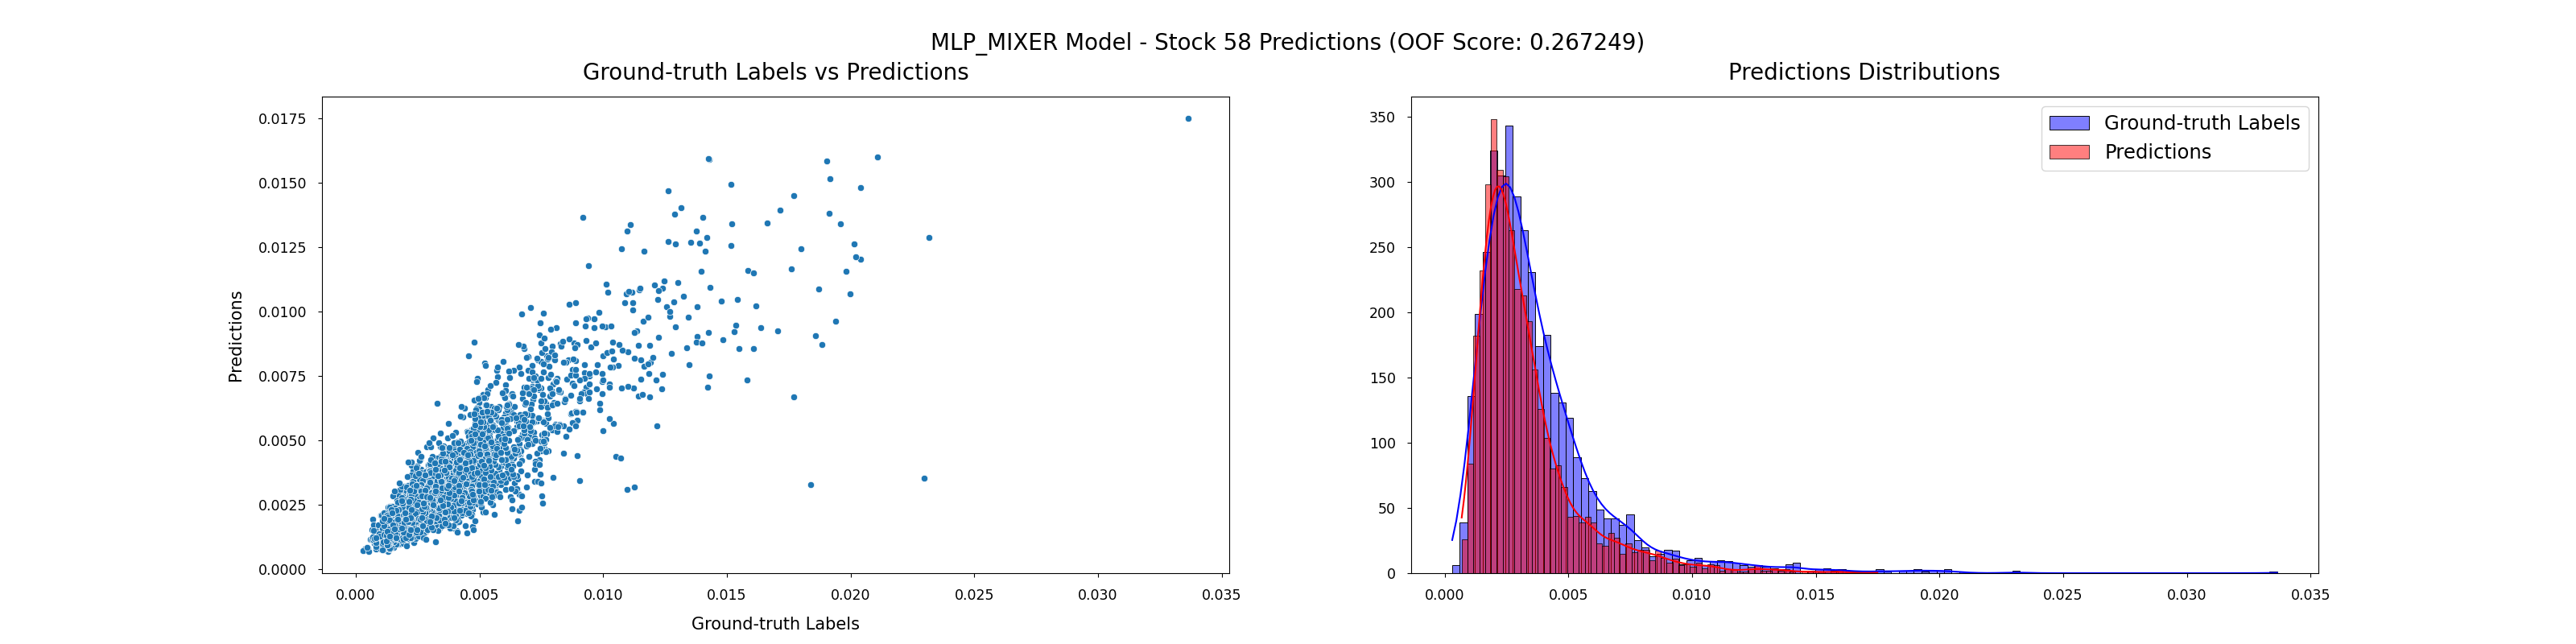 MLP_MIXER Model - Stock 58 Predictions (OOF Score: 0.267249)
Ground-truth Labels vs Predictions
Predictions
0.0175
0.0150
0.0125
0.0100
0.0075
0.0050
0.0025
0.0000
0.000 0.005 0.010 0.015 0.020 0.025 0.030 0.035
Ground-truth Labels
Predictions Distributions
350
300
250
200
150
100
50
0
0.000 0.005 0.010 0.015 0.020 0.025 0.030 0.035
Ground-truth Labels
Predictions